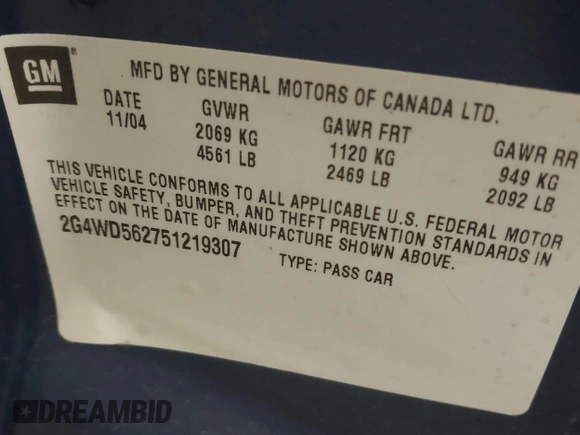 GM
MFD BY GENERAL MOTORS OF CANADA LTD.
DATE GVWR GAWR FRT GAWR RR
11/04 2069 KG 1120 KG 949 KG
4561 LB 2469 LB 2092 LB
THIS VEHICLE CONFORMS TO ALL APPLICABLE U.S. FEDERAL MOTOR
VEHICLE SAFETY, BUMPER, AND THEFT PREVENTION STANDARDS IN
EFFECT ON THE DATE OF MANUFACTURE SHOWN ABOVE.
2G4WD562751219307 TYPE: PASS CAR
DREAMBID